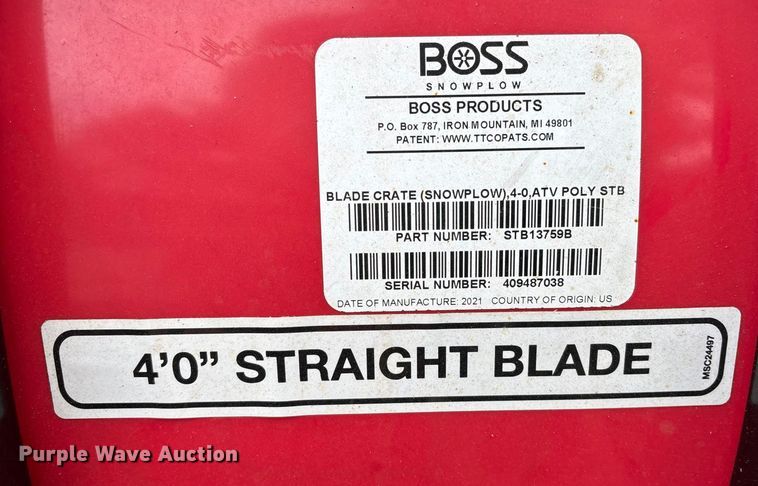 BOSS
SNOWPLOW
BOSS PRODUCTS
P.O. Box 787, IRON MOUNTAIN, MI 49801
PATENT: WWW.TTCOPATS.COM
BLADE CRATE (SNOWPLOW),4-0,ATV POLY STB
PART NUMBER: STB13759B
SERIAL NUMBER: 409487038
DATE OF MANUFACTURE: 2021 COUNTRY OF ORIGIN: US
4'0" STRAIGHT BLADE
MSC24497
Purple Wave Auction